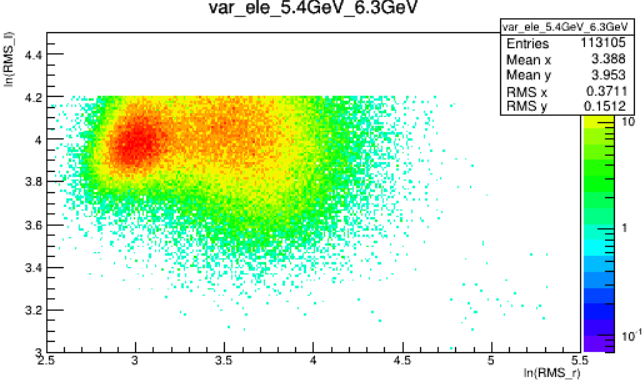 var_ele_5.4GeV_6.3GeV
var_ele_5.4GeV_6.3GeV
Entries 113105
Mean x 3.388
Mean y 3.953
RMS x 0.3711
RMS y 0.1512
ln(RMS_l)
4.4
4.2
4
3.8
3.6
3.4
3.2
3
2.5 3 3.5 4 4.5 5 5.5
ln(RMS_r)
10
1
10-1